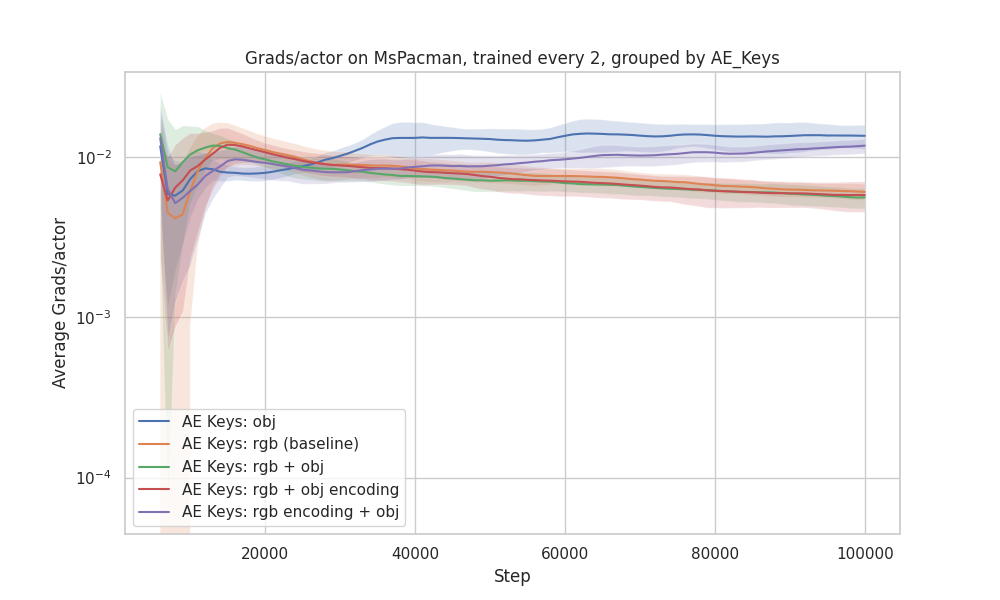 Grads/actor on MsPacman, trained every 2, grouped by AE_Keys
Average Grads/actor
10⁻²
10⁻³
10⁻⁴
AE Keys: obj
AE Keys: rgb (baseline)
AE Keys: rgb + obj
AE Keys: rgb + obj encoding
AE Keys: rgb encoding + obj
20000 40000 60000 80000 100000
Step